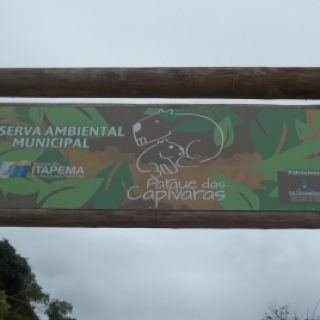 SERVA AMBIENTAL
MUNICIPAL
ITAPEMA
Parque das
Capivaras